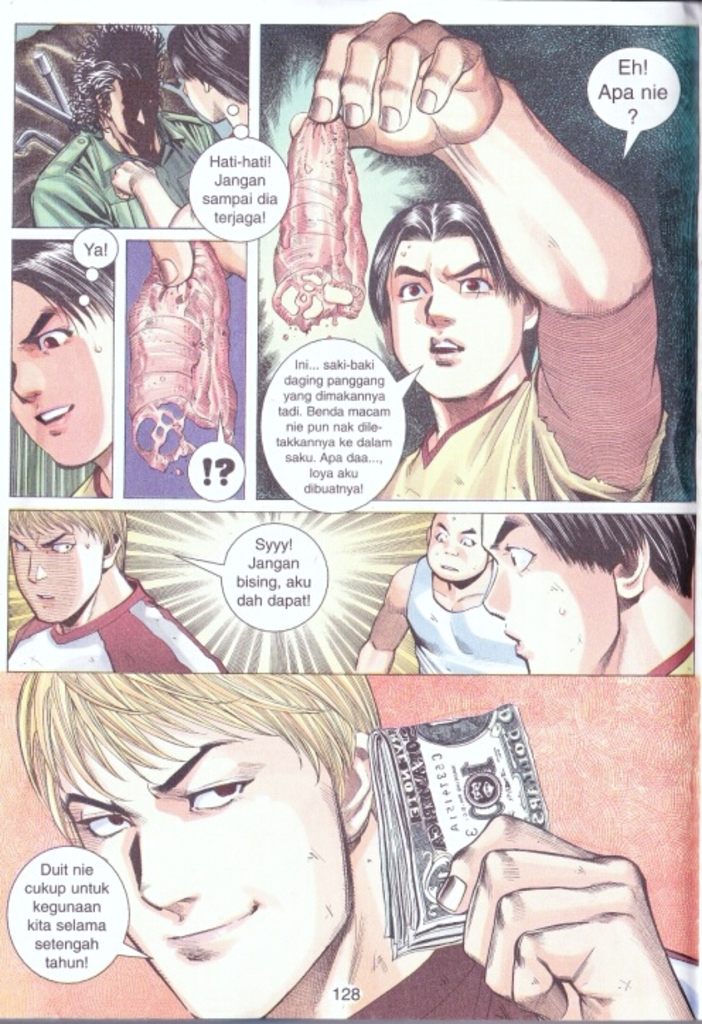 Hati-hati!
Jangan
sampai dia
terjaga!
Eh!
Apa nie
?
Ya!
!?
Ini... saki-baki
daging panggang
yang dimakannya
tadi. Benda macam
nie pun nak dile-
takkannya ke dalam
saku. Apa daa...,
loya aku
dibuatnya!
Syyy!
Jangan
bising, aku
dah dapat!
Duit nie
cukup untuk
kegunaan
kita selama
setengah
tahun!
128